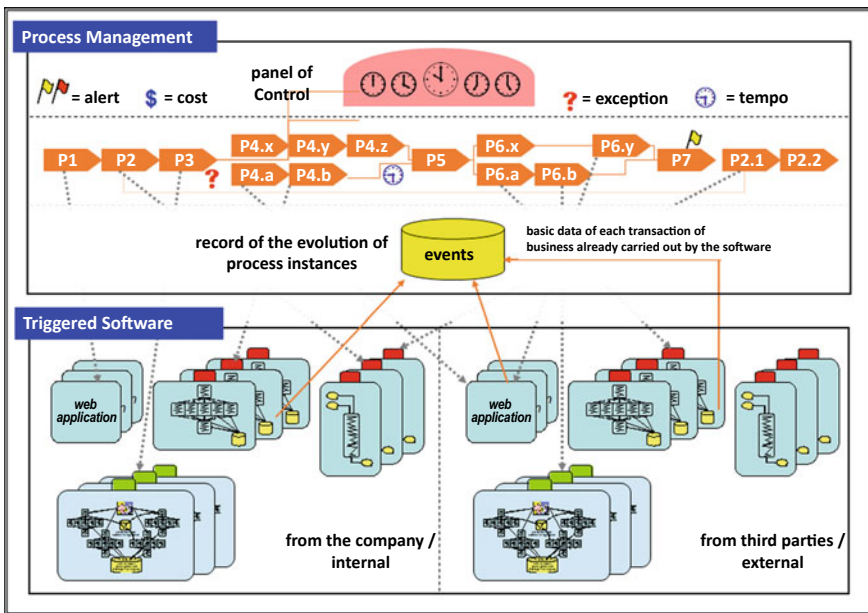 Process Management
panel of
Control
= alert
$ = cost
? = exception
= tempo
P4.x P4.y P4.z P6.x P6.y
P1 P2 P3 P5 P7 P2.1 P2.2
? P4.a P4.b P6.a P6.b
record of the evolution of
process instances
events
basic data of each transaction of
business already carried out by the software
Triggered Software
web
application
web
application
from the company /
internal
from third parties /
external